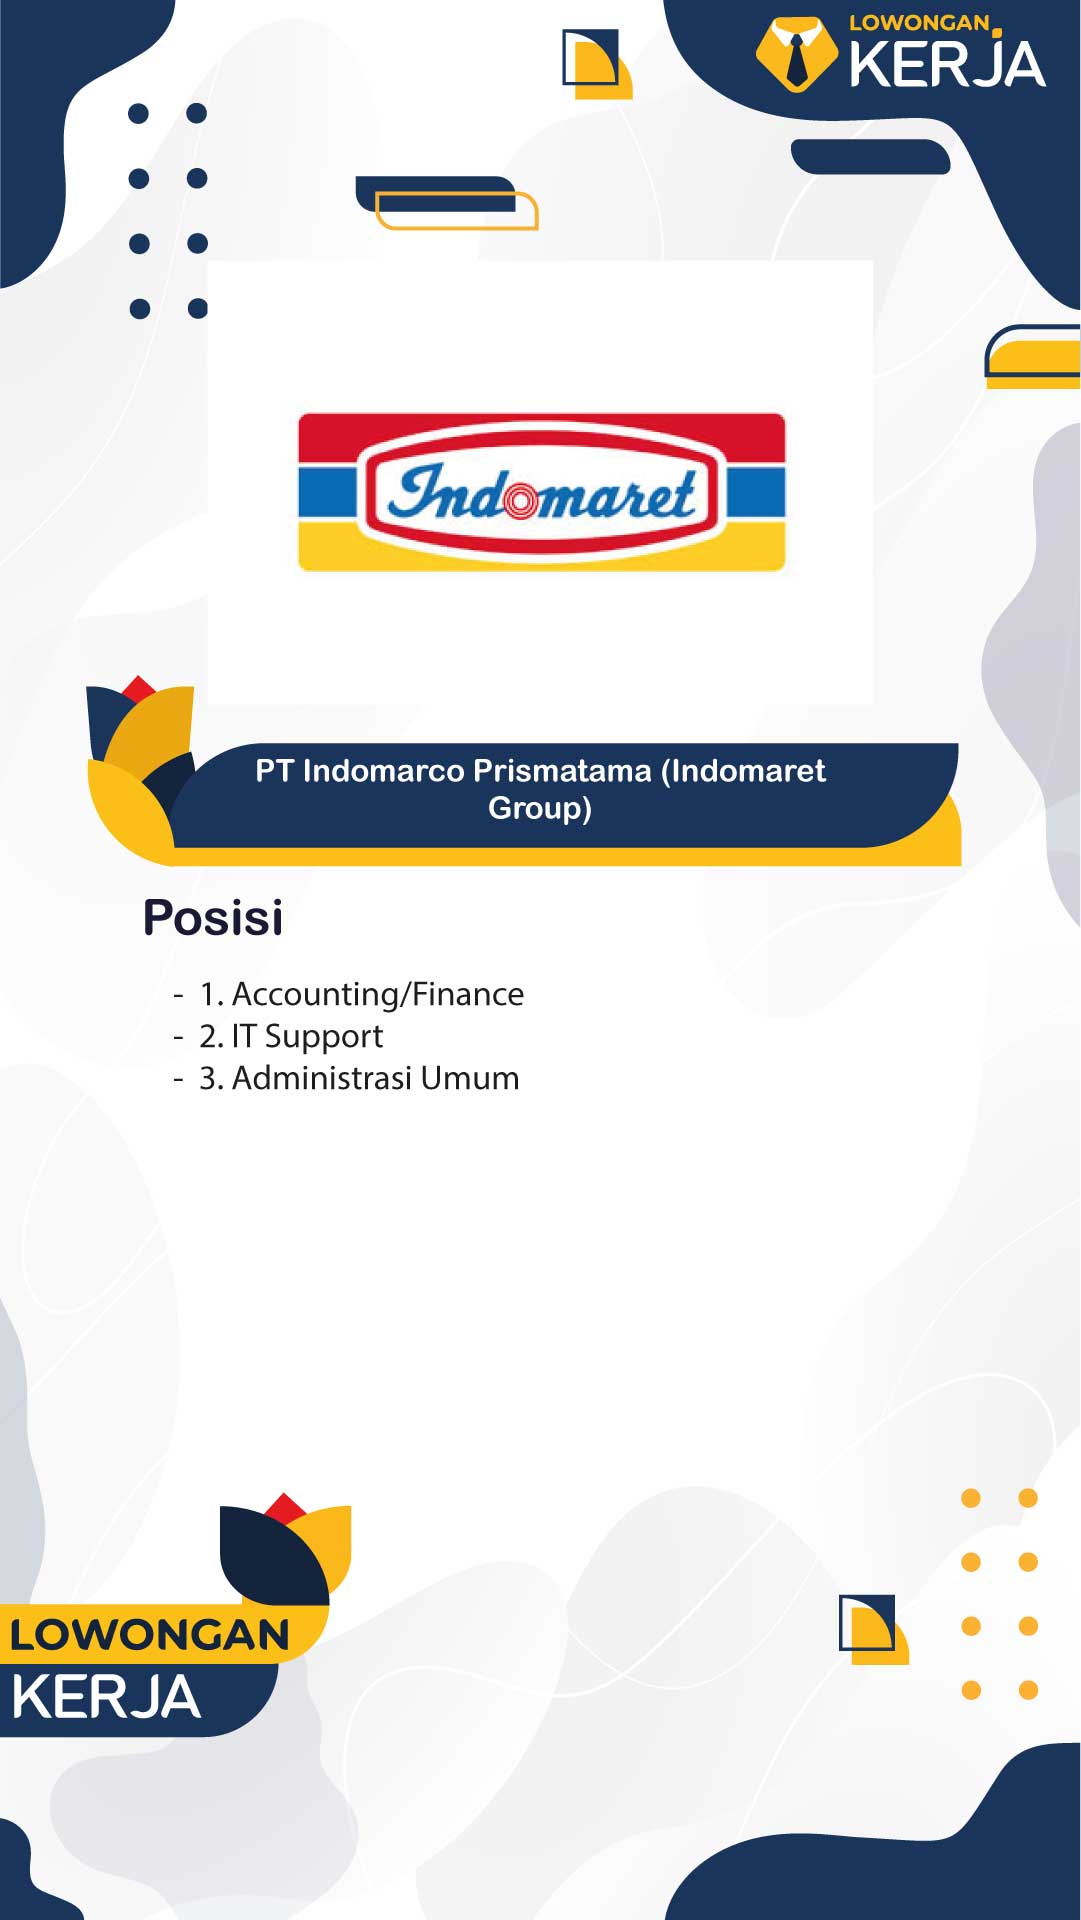 LOWONGAN
KERJA
Indomaret
PT Indomarco Prismatama (Indomaret
Group)
Posisi
- 1. Accounting/Finance
- 2. IT Support
- 3. Administrasi Umum
LOWONGAN
KERJA